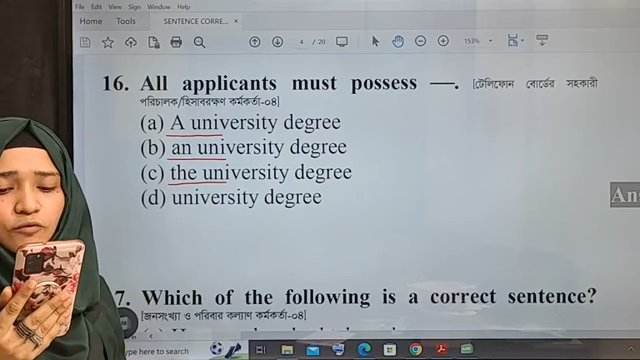 File Edit View Sign Window Help
Home Tools SENTENCE CORRE... ×
4 / 20 153%
16. All applicants must possess —. [টেলিফোন বোর্ডের সহকারী
পরিচালক/হিসাবরক্ষণ কর্মকর্তা-০৪]
(a) A university degree
(b) an university degree
(c) the university degree
(d) university degree
An
7. Which of the following is a correct sentence?
[জনসংখ্যা ও পরিবার কল্যাণ কর্মকর্তা-০৪]
ype here to search